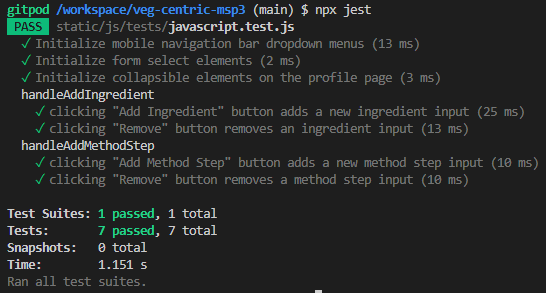 gitpod /workspace/veg-centric-msp3 (main) $ npx jest
PASS static/js/tests/javascript.test.js
✓ Initialize mobile navigation bar dropdown menus (13 ms)
✓ Initialize form select elements (2 ms)
✓ Initialize collapsible elements on the profile page (3 ms)
handleAddIngredient
✓ clicking "Add Ingredient" button adds a new ingredient input (25 ms)
✓ clicking "Remove" button removes an ingredient input (13 ms)
handleAddMethodStep
✓ clicking "Add Method Step" button adds a new method step input (10 ms)
✓ clicking "Remove" button removes a method step input (10 ms)
Test Suites: 1 passed, 1 total
Tests: 7 passed, 7 total
Snapshots: 0 total
Time: 1.151 s
Ran all test suites.